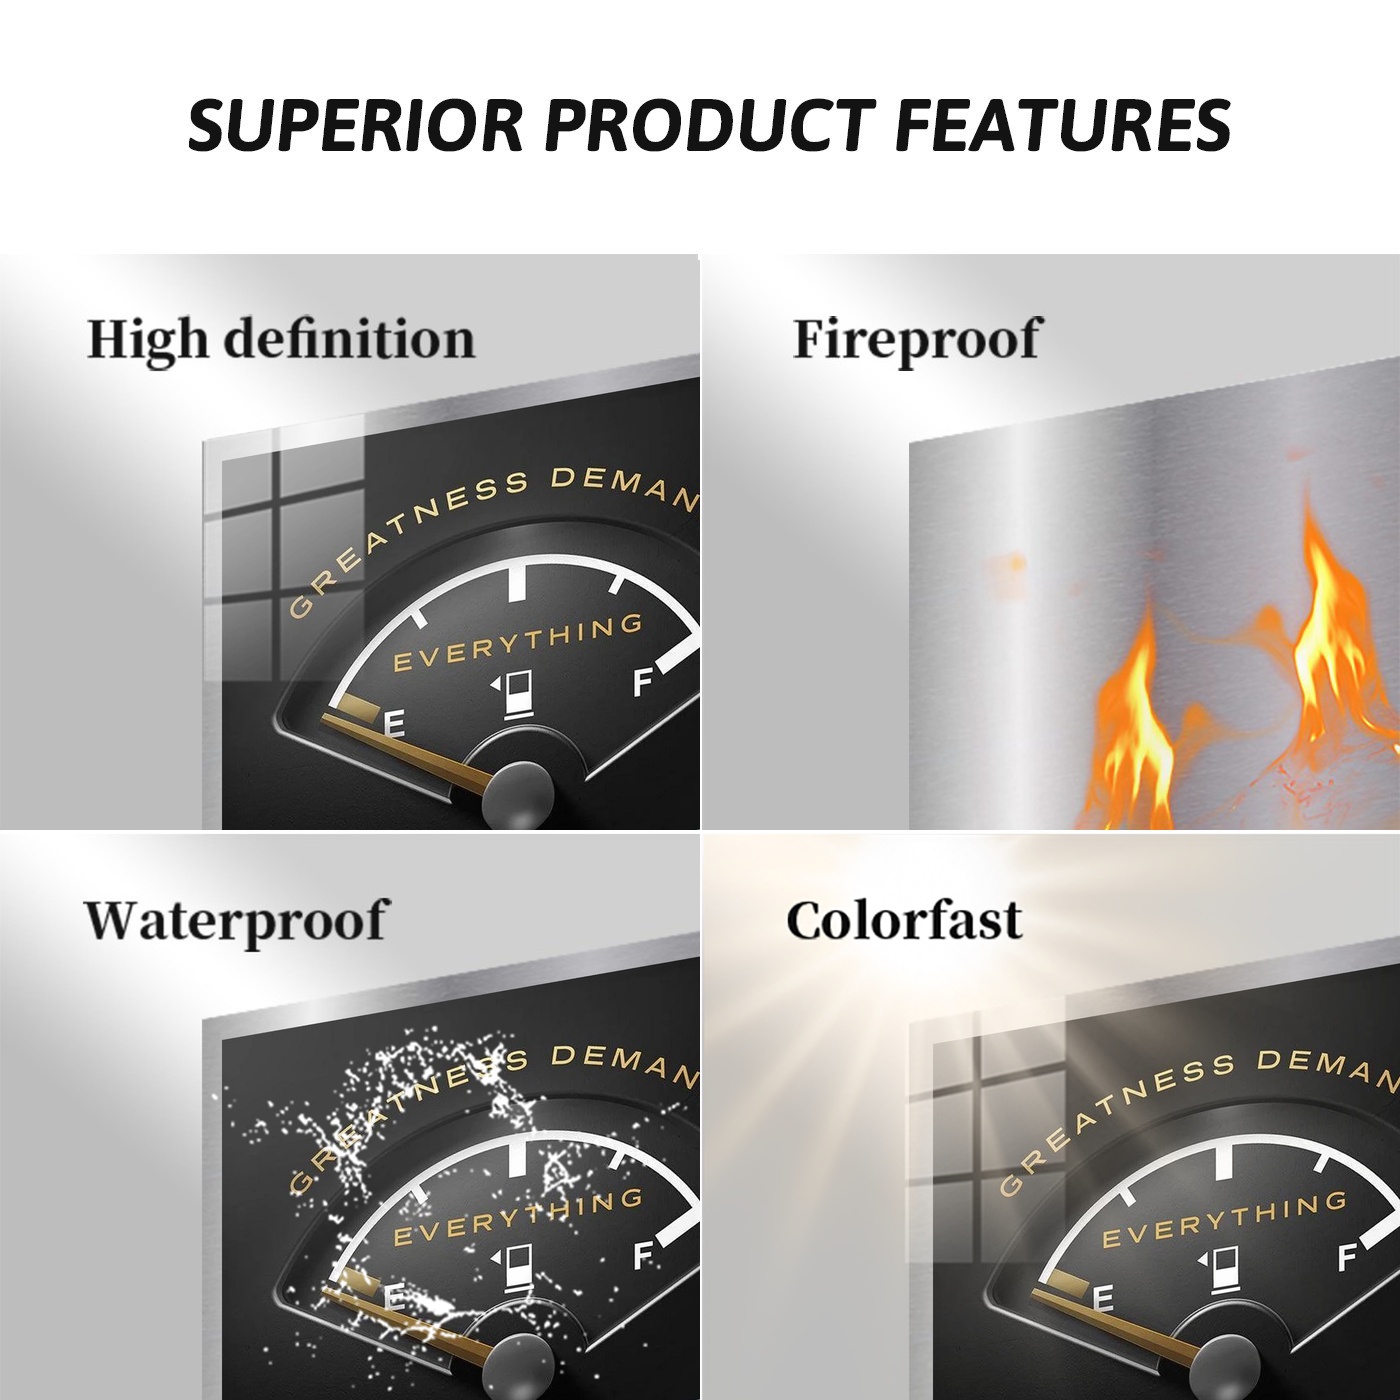 SUPERIOR PRODUCT FEATURES
High definition
GREATNESS DEMAN
EVERYTHING
E
F
Fireproof
Waterproof
GREATNESS DEMAN
EVERYTHING
E
F
Colorfast
GREATNESS DEMAN
EVERYTHING
E
F